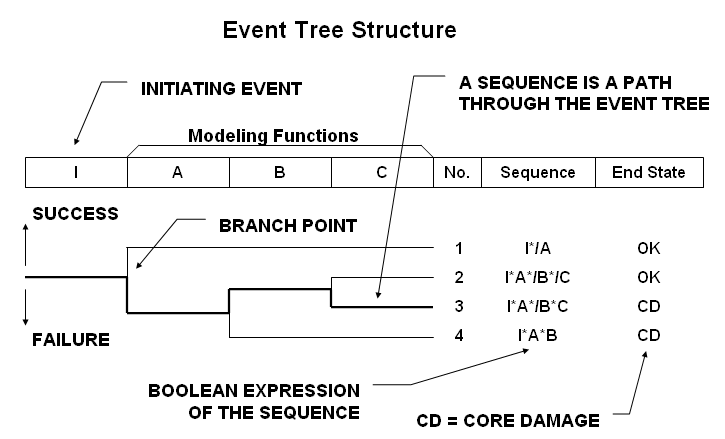 Event Tree Structure
INITIATING EVENT
A SEQUENCE IS A PATH
THROUGH THE EVENT TREE
Modeling Functions
I A B C No. Sequence End State
SUCCESS
BRANCH POINT
1 I*/A OK
2 I*A*/B*/C OK
3 I*A*/B*C CD
FAILURE
4 I*A*B CD
BOOLEAN EXPRESSION
OF THE SEQUENCE
CD = CORE DAMAGE